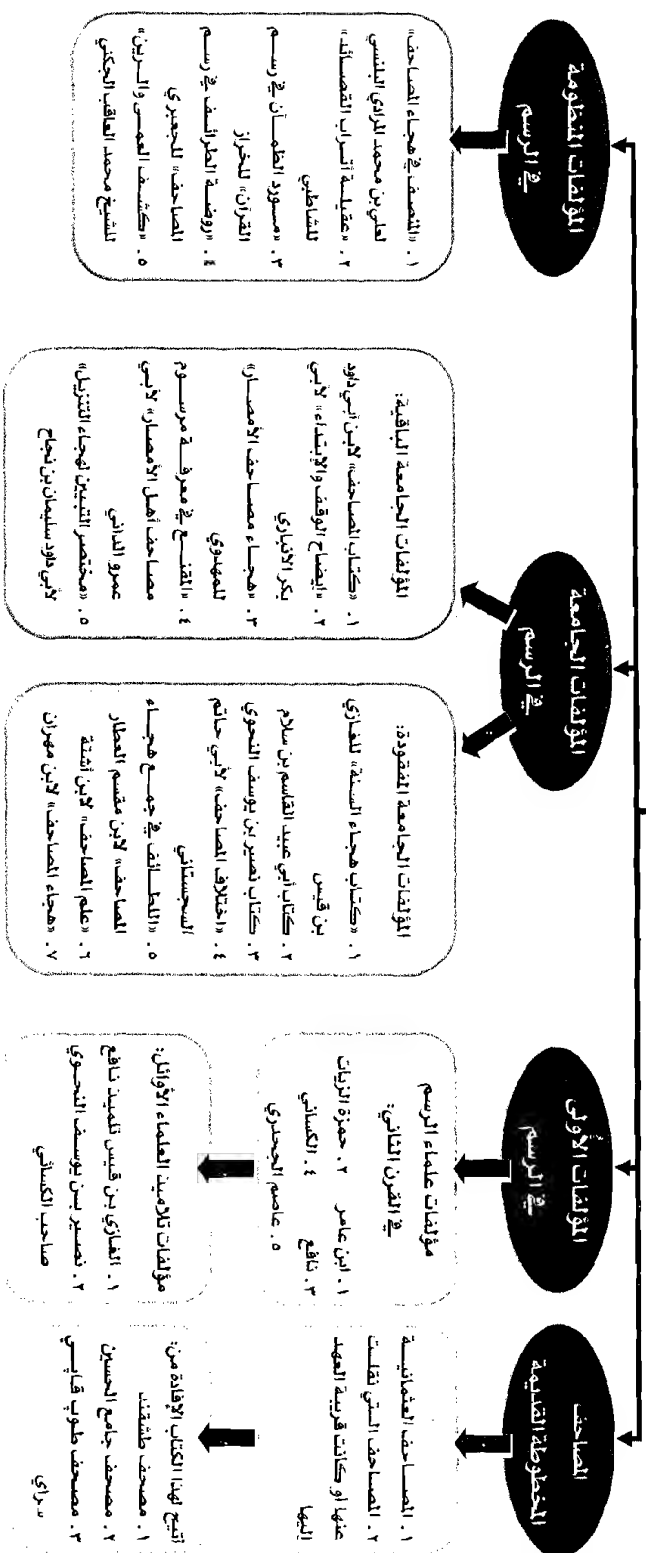 المصاحف
المخطوطة القديمة
١. المصاحف العثمانية
٢. المصاحف التي نقلت
عنها او كانت قريبة العهد
إليها
أتيح لهذا الكتاب الإفادة من:
١. مصحف طشقند
٢. مصحف جامع الحسين
٣. مصحف طوب قابي
سراي
المؤلفات الأولى
في الرسم
مؤلفات علماء الرسم
في القرن الثاني:
١. ابن عامر ٢. حمزة الزيات
٣. نافع ٤. الكسائي
٥. عاصم الجحدري
مؤلفات تلاميذ العلماء الأوائل:
١. الغازي بن قيس تلميذ نافع
٢. نصير بن يوسف النحوي
صاحب الكسائي
المؤلفات الجامعة
في الرسم
المؤلفات الجامعة المفقودة:
١. «كتاب هجاء السنة» للغازي
بن قيس
٢. كتاب أبي عبيد القاسم بن سلام
٣. كتاب نصير بن يوسف النحوي
٤. «اختلاف المصاحف» لأبي حاتم
السجستاني
٥. «اللطائف في جمع هجاء
المصاحف» لابن مقسم العطار
٦. «علم المصاحف» لابن أشتة
٧. «هجاء المصاحف» لابن مهران
المؤلفات الجامعة الباقية:
١. «كتاب المصاحف» لابن أبي داود
٢. «إيضاح الوقف والابتداء» لأبي
بكر الأنباري
٣. «هجاء مصاحف الأمصار»
للمهدوي
٤. «المقنع في معرفة مرسوم
مصاحف أهل الأمصار» لأبي
عمرو الداني
٥. «مختصر التبيين لهجاء التنزيل»
لأبي داود سليمان بن نجاح
المؤلفات المنظومة
في الرسم
١. «المنصف في هجاء المصاحف»
لعلي بن محمد المرادي البلنسي
٢. «عقيلة أتراب القصائد»
للشاطبي
٣. «مورد الظمآن في رسم
القرآن» للخراز
٤. «روضة الطرائف في رسم
المصاحف» للجعبري
٥. «كشف العمى والرين»
للشيخ محمد العاقب الجكني